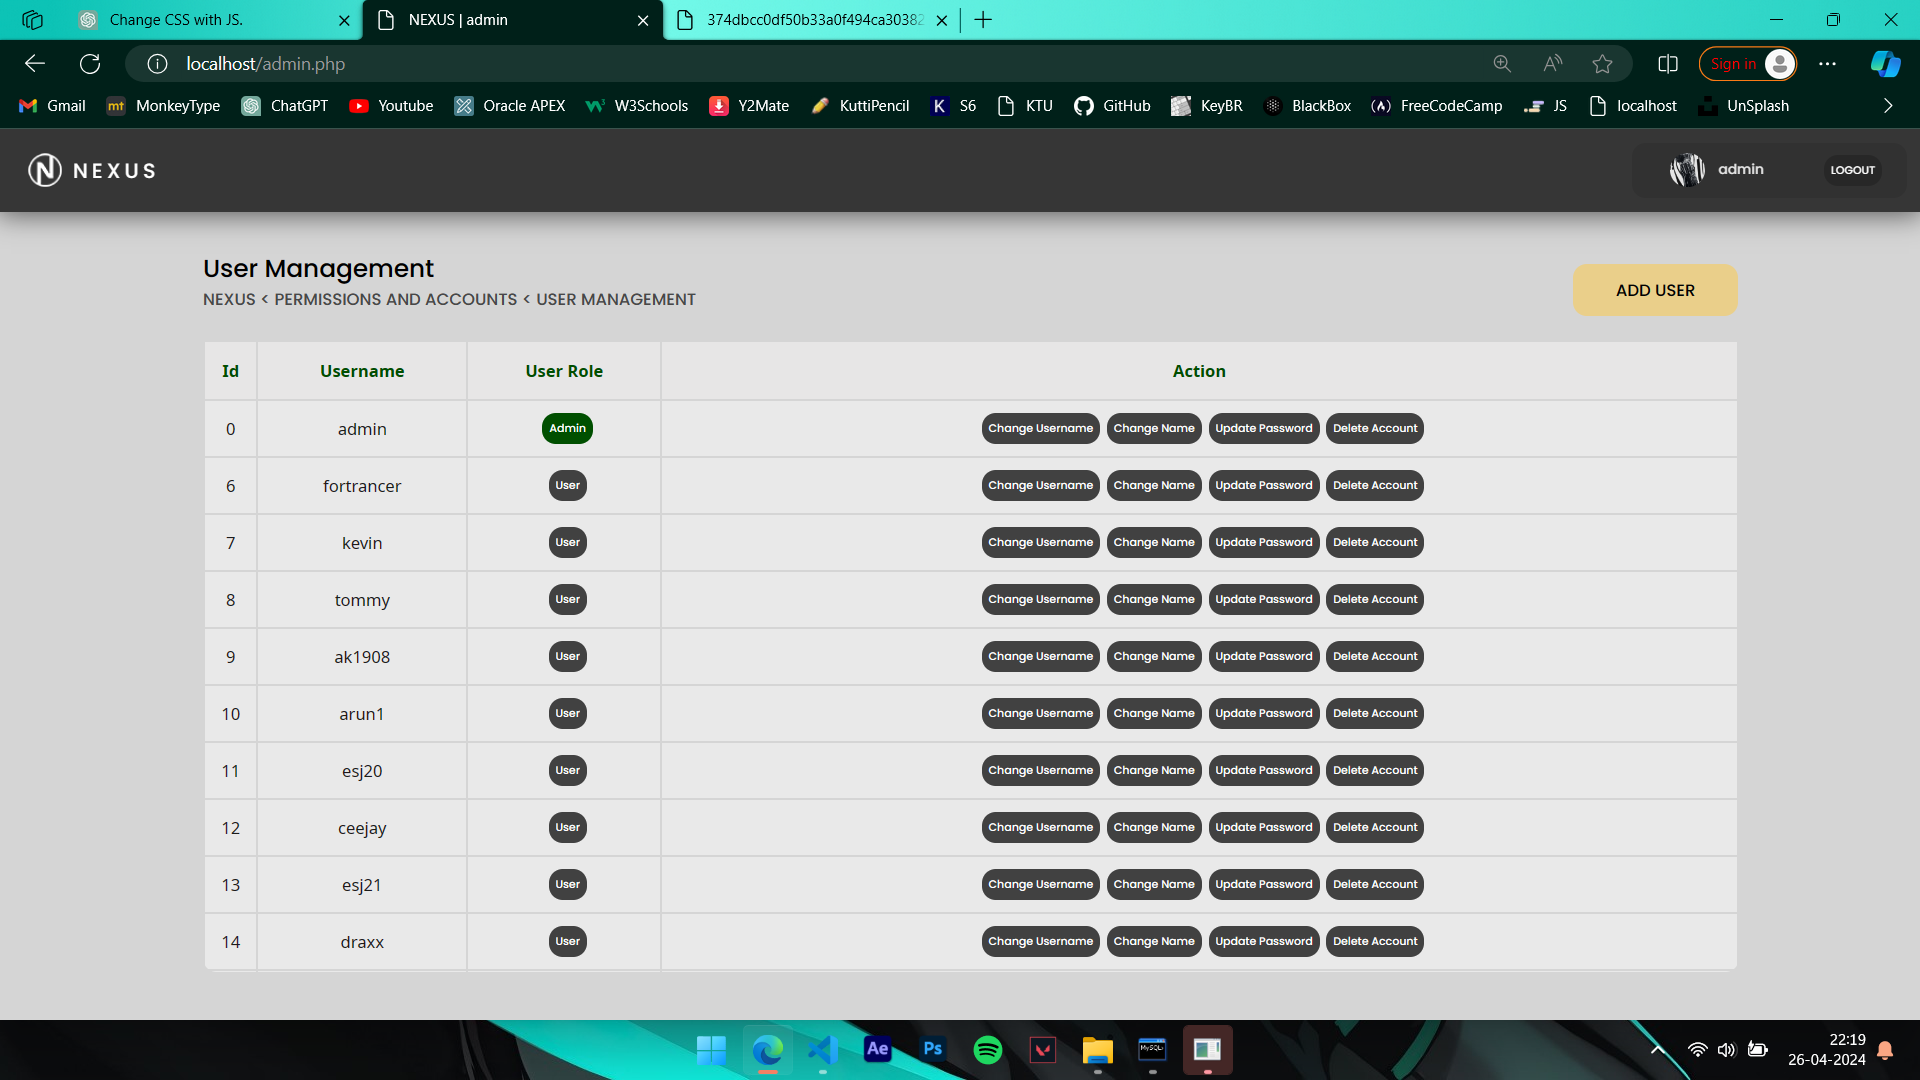 Change CSS with JS.
NEXUS | admin
374dbcc0df50b33a0f494ca30382
localhost/admin.php
Sign in
Gmail
mt MonkeyType
ChatGPT
Youtube
Oracle APEX
W3Schools
Y2Mate
KuttiPencil
K S6
KTU
GitHub
KeyBR
BlackBox
FreeCodeCamp
JS
localhost
UnSplash
N NEXUS
admin
LOGOUT
User Management
NEXUS < PERMISSIONS AND ACCOUNTS < USER MANAGEMENT
ADD USER
Id Username User Role Action
0 admin Admin Change Username Change Name Update Password Delete Account
6 fortrancer User Change Username Change Name Update Password Delete Account
7 kevin User Change Username Change Name Update Password Delete Account
8 tommy User Change Username Change Name Update Password Delete Account
9 ak1908 User Change Username Change Name Update Password Delete Account
10 arun1 User Change Username Change Name Update Password Delete Account
11 esj20 User Change Username Change Name Update Password Delete Account
12 ceejay User Change Username Change Name Update Password Delete Account
13 esj21 User Change Username Change Name Update Password Delete Account
14 draxx User Change Username Change Name Update Password Delete Account
Ae
Ps
MySQL
22:19
26-04-2024